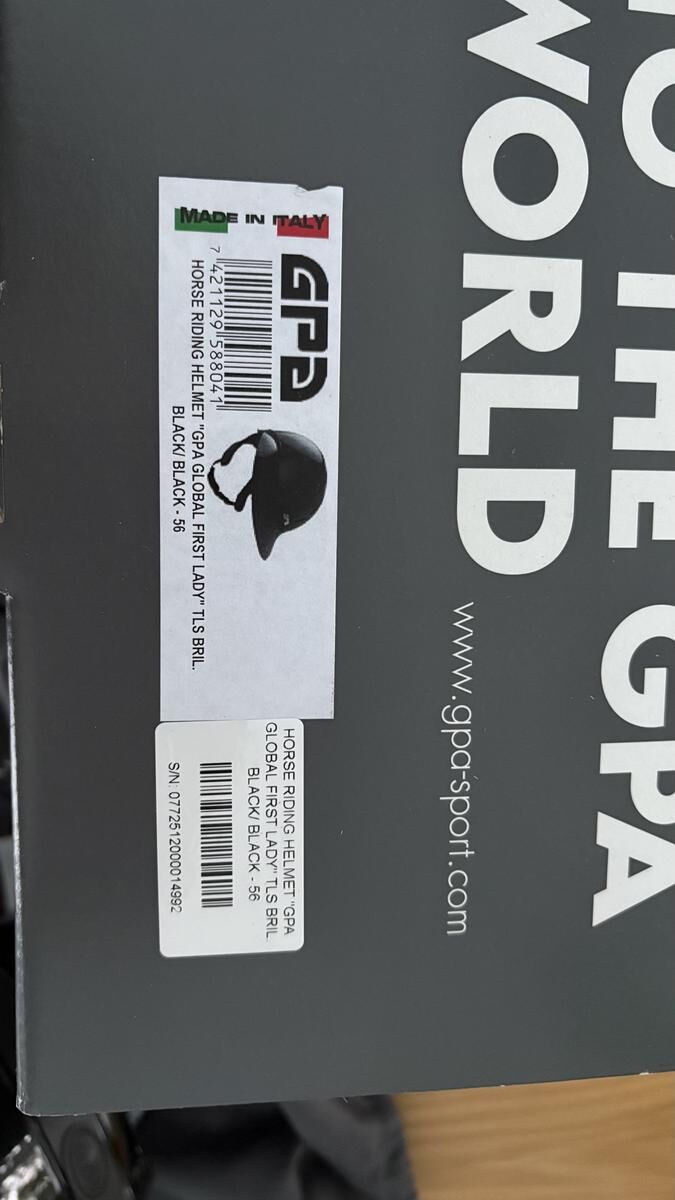 TO THE GPA
WORLD
www.gpa-sport.com
MADE IN ITALY
GPA
7 421129 588041
HORSE RIDING HELMET "GPA GLOBAL FIRST LADY" TLS BRIL.
BLACK/ BLACK - 56
HORSE RIDING HELMET "GPA
GLOBAL FIRST LADY" TLS BRIL
BLACK/ BLACK - 56
S/N: 0772512000014992